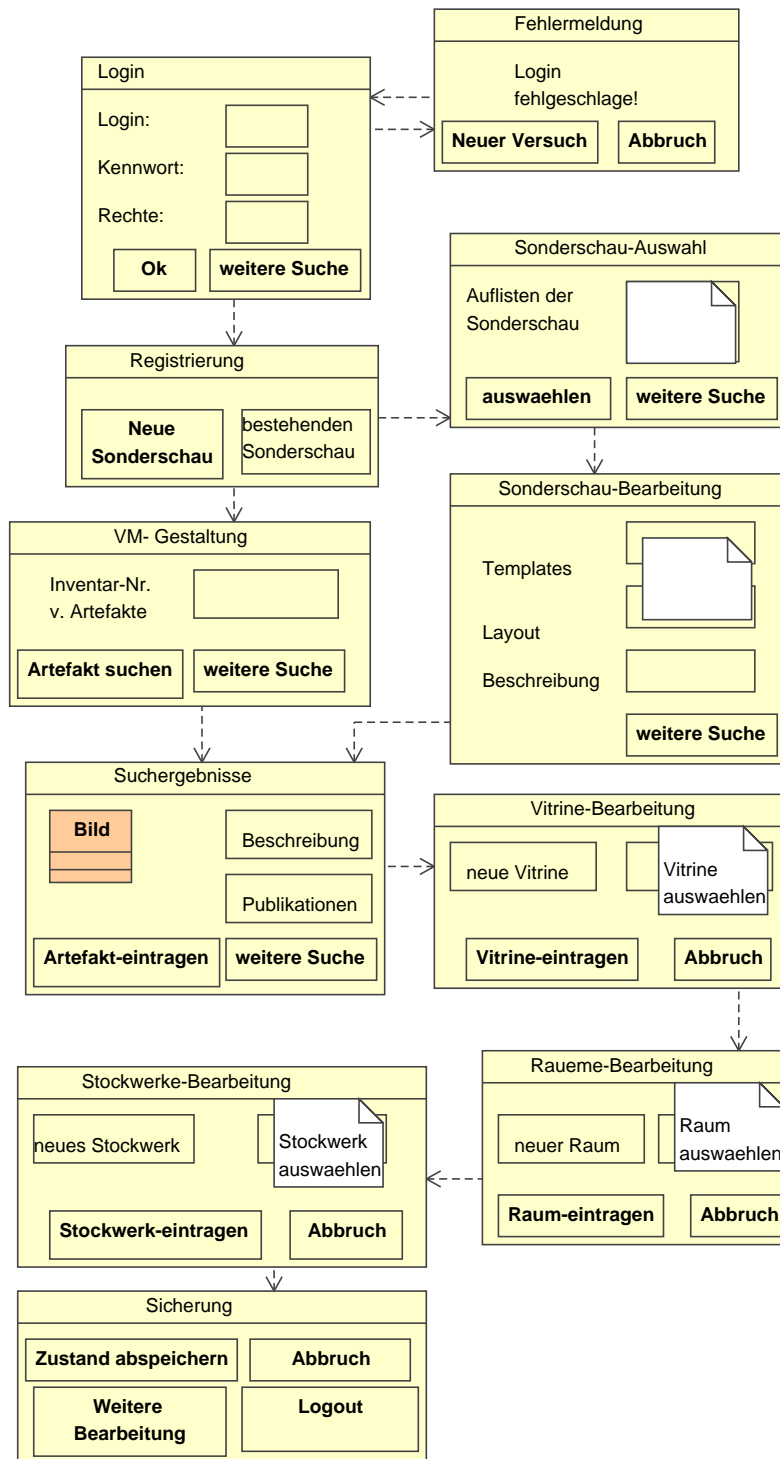 Fehlermeldung
Login
fehlgeschlage!
Neuer Versuch
Abbruch
Login
Login:
Kennwort:
Rechte:
Ok
weitere Suche
Sonderschau-Auswahl
Auflisten der
Sonderschau
auswaehlen
weitere Suche
Registrierung
Neue
Sonderschau
bestehenden
Sonderschau
Sonderschau-Bearbeitung
Templates
Layout
Beschreibung
weitere Suche
VM- Gestaltung
Inventar-Nr.
v. Artefakte
Artefakt suchen
weitere Suche
Suchergebnisse
Bild
Beschreibung
Publikationen
Artefakt-eintragen
weitere Suche
Vitrine-Bearbeitung
neue Vitrine
Vitrine
auswaehlen
Vitrine-eintragen
Abbruch
Raueme-Bearbeitung
neuer Raum
Raum
auswaehlen
Raum-eintragen
Abbruch
Stockwerke-Bearbeitung
neues Stockwerk
Stockwerk
auswaehlen
Stockwerk-eintragen
Abbruch
Sicherung
Zustand abspeichern
Abbruch
Weitere
Bearbeitung
Logout